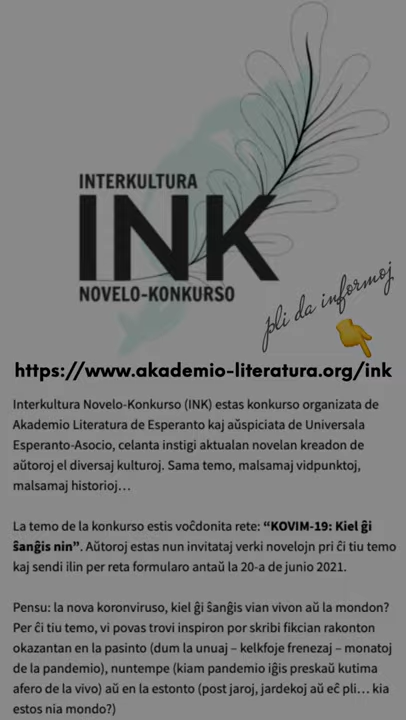 INTERKULTURA
INK
NOVELO-KONKURSO
pli da informoj
https://www.akademio-literatura.org/ink
Interkultura Novelo-Konkurso (INK) estas konkurso organizata de
Akademio Literatura de Esperanto kaj aŭspiciata de Universala
Esperanto-Asocio, celanta instigi aktualan novelan kreadon de
aŭtoroj el diversaj kulturoj. Sama temo, malsamaj vidpunktoj,
malsamaj historioj…
La temo de la konkurso estis voĉdonita rete: “KOVIM-19: Kiel ĝi
ŝanĝis nin”. Aŭtoroj estas nun invitataj verki novelojn pri ĉi tiu temo
kaj sendi ilin per reta formularo antaŭ la 20-a de junio 2021.
Pensu: la nova koronviruso, kiel ĝi ŝanĝis vian vivon aŭ la mondon?
Per ĉi tiu temo, vi povas trovi inspiron por skribi fikcian rakonton
okazantan en la pasinto (dum la unuaj – kelkfoje frenezaj – monatoj
de la pandemio), nuntempe (kiam pandemio iĝis preskaŭ kutima
afero de la vivo) aŭ en la estonto (post jaroj, jardekoj aŭ eĉ pli… kia
estos nia mondo?)